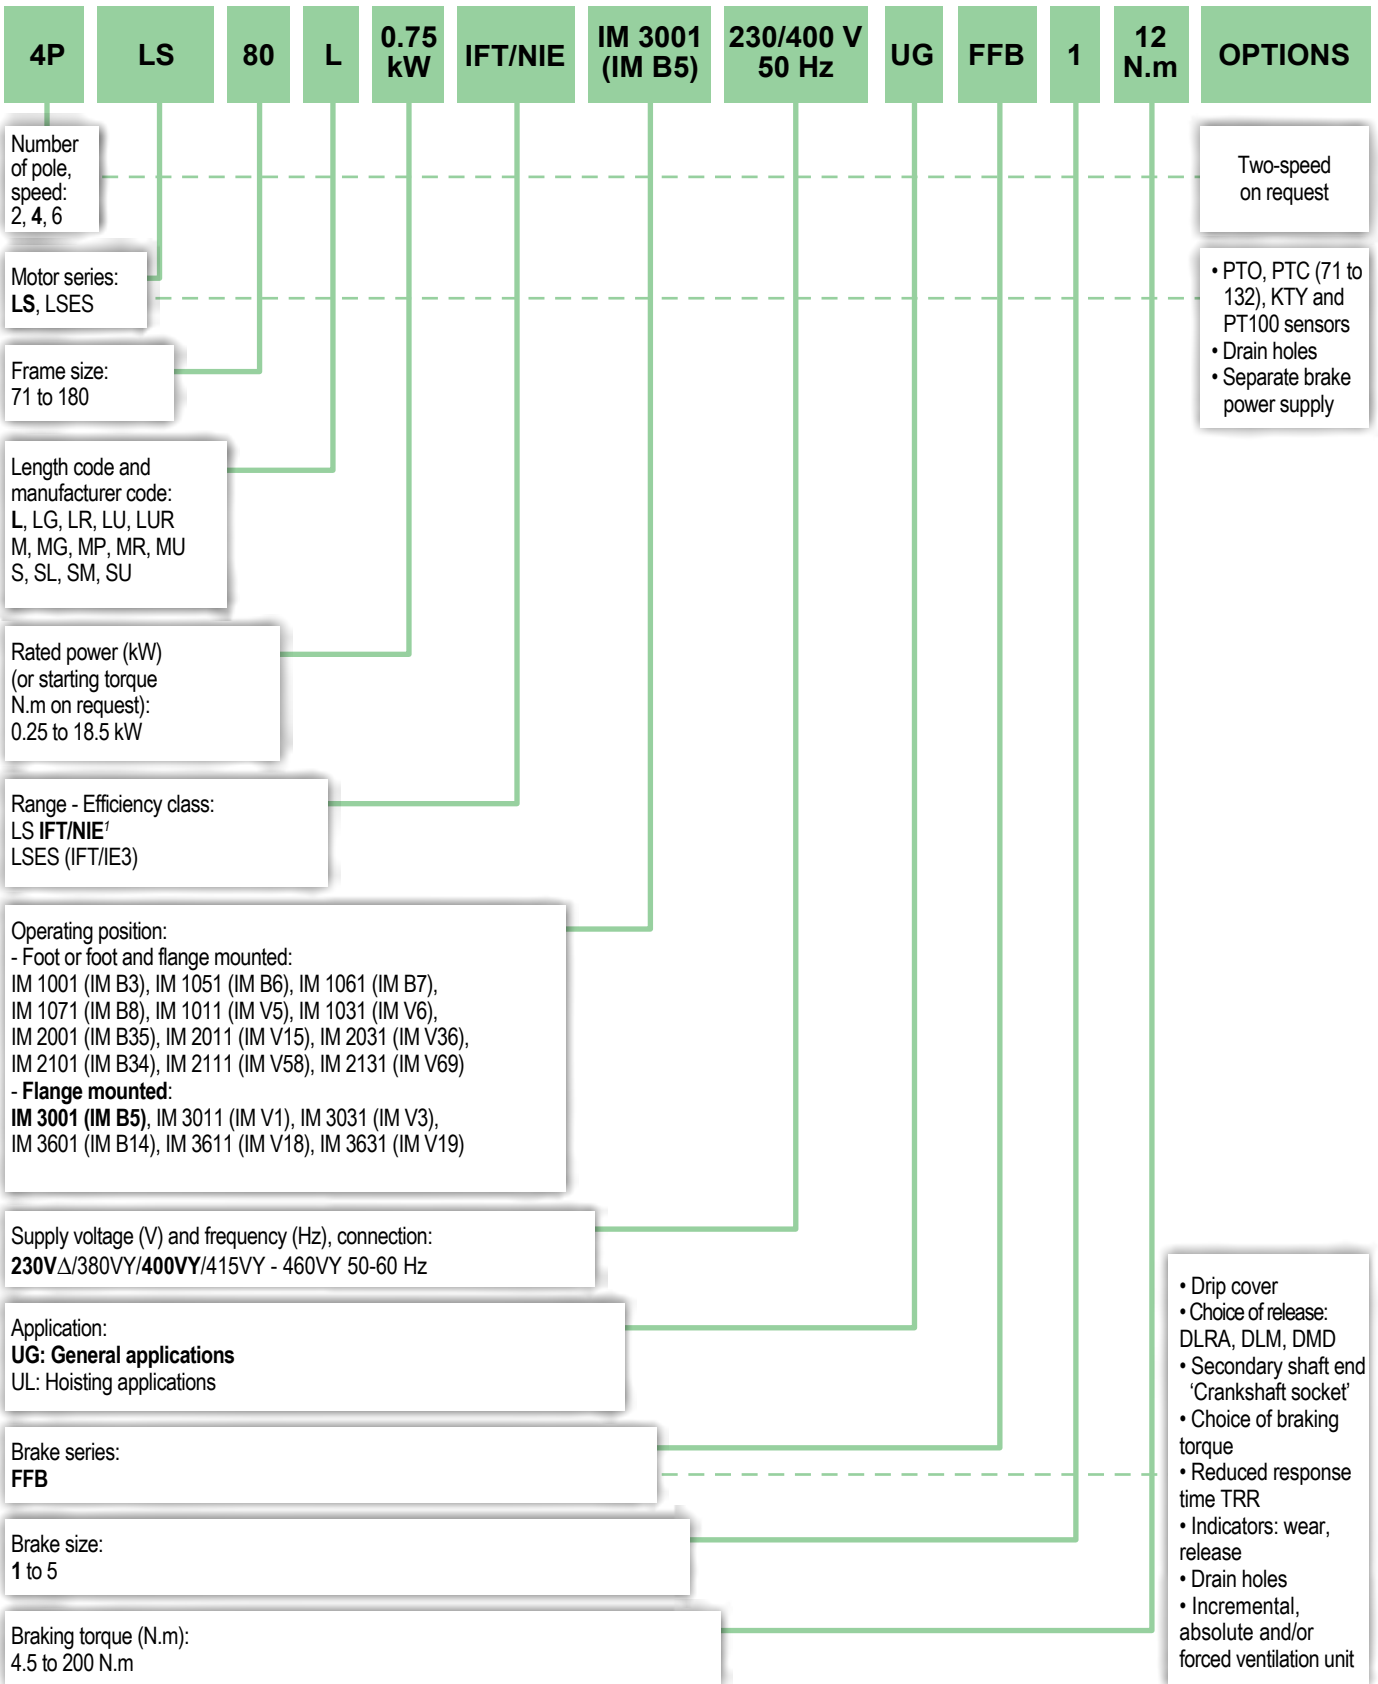 4P LS 80 L 0.75 kW IFT/NIE IM 3001 (IM B5) 230/400 V 50 Hz UG FFB 1 12 N.m OPTIONS
Number
of pole,
speed:
2, 4, 6
Two-speed
on request
Motor series:
LS, LSES
• PTO, PTC (71 to
132), KTY and
PT100 sensors
• Drain holes
• Separate brake
power supply
Frame size:
71 to 180
Length code and
manufacturer code:
L, LG, LR, LU, LUR
M, MG, MP, MR, MU
S, SL, SM, SU
Rated power (kW)
(or starting torque
N.m on request):
0.25 to 18.5 kW
Range - Efficiency class:
LS IFT/NIE¹
LSES (IFT/IE3)
Operating position:
- Foot or foot and flange mounted:
IM 1001 (IM B3), IM 1051 (IM B6), IM 1061 (IM B7),
IM 1071 (IM B8), IM 1011 (IM V5), IM 1031 (IM V6),
IM 2001 (IM B35), IM 2011 (IM V15), IM 2031 (IM V36),
IM 2101 (IM B34), IM 2111 (IM V58), IM 2131 (IM V69)
- Flange mounted:
IM 3001 (IM B5), IM 3011 (IM V1), IM 3031 (IM V3),
IM 3601 (IM B14), IM 3611 (IM V18), IM 3631 (IM V19)
Supply voltage (V) and frequency (Hz), connection:
230VΔ/380VY/400VY/415VY - 460VY 50-60 Hz
Application:
UG: General applications
UL: Hoisting applications
Brake series:
FFB
Brake size:
1 to 5
Braking torque (N.m):
4.5 to 200 N.m
• Drip cover
• Choice of release:
DLRA, DLM, DMD
• Secondary shaft end
‘Crankshaft socket’
• Choice of braking
torque
• Reduced response
time TRR
• Indicators: wear,
release
• Drain holes
• Incremental,
absolute and/or
forced ventilation unit